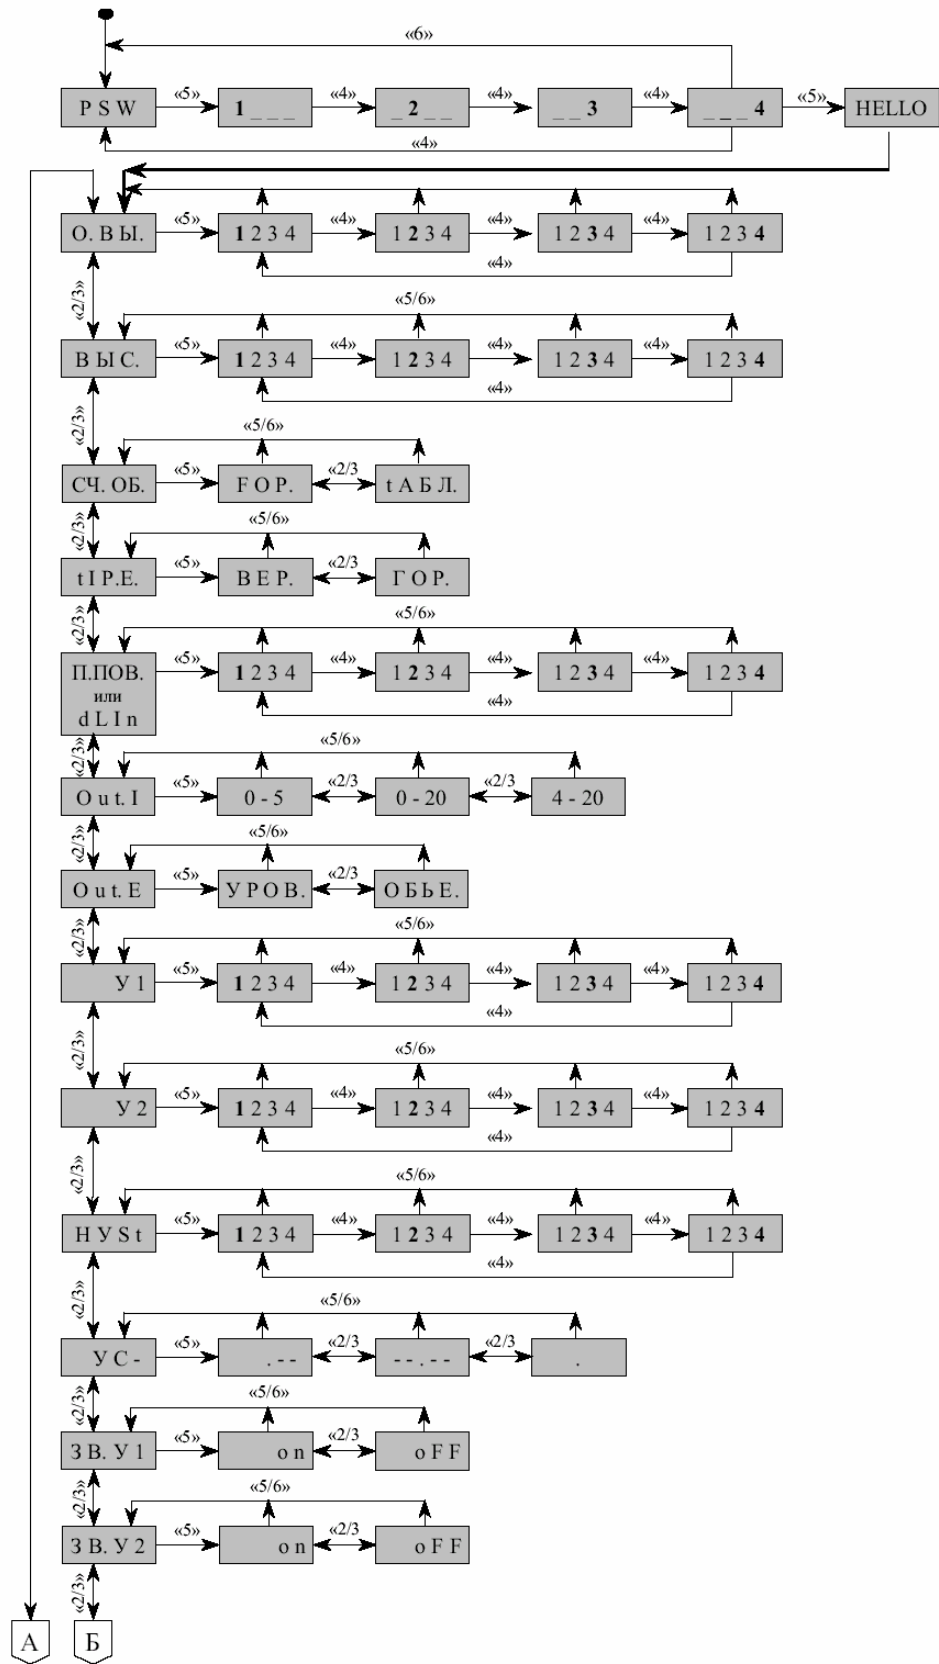 «6»
P S W «5» 1 _ _ _ «4» _ 2 _ _ «4» _ _ 3 «4» _ _ _ 4 «5» HELLO
«4»
О. В Ы. «5» 1 2 3 4 «4» 1 2 3 4 «4» 1 2 3 4 «4» 1 2 3 4
«4»
«2/3»
«5/6»
В Ы С. «5» 1 2 3 4 «4» 1 2 3 4 «4» 1 2 3 4 «4» 1 2 3 4
«4»
«2/3»
«5/6»
СЧ. ОБ. «5» F О Р. «2/3 t А Б Л.
«2/3»
«5/6»
t I P.E. «5» В Е Р. «2/3 Г О Р.
«2/3»
«5/6»
П.ПОВ. «5» 1 2 3 4 «4» 1 2 3 4 «4» 1 2 3 4 «4» 1 2 3 4
или
d L I n
«4»
«2/3»
«5/6»
O u t. I «5» 0 - 5 «2/3 0 - 20 «2/3 4 - 20
«2/3»
«5/6»
O u t. E «5» У Р О В. «2/3 О Б Ь Е.
«2/3»
«5/6»
У 1 «5» 1 2 3 4 «4» 1 2 3 4 «4» 1 2 3 4 «4» 1 2 3 4
«4»
«2/3»
«5/6»
У 2 «5» 1 2 3 4 «4» 1 2 3 4 «4» 1 2 3 4 «4» 1 2 3 4
«4»
«2/3»
«5/6»
Н У S t «5» 1 2 3 4 «4» 1 2 3 4 «4» 1 2 3 4 «4» 1 2 3 4
«4»
«2/3»
«5/6»
У С - «5» . - - «2/3 - - . - - «2/3 .
«2/3»
«5/6»
З В. У 1 «5» o n «2/3 o F F
«2/3»
«5/6»
З В. У 2 «5» o n «2/3 o F F
«2/3»
А Б